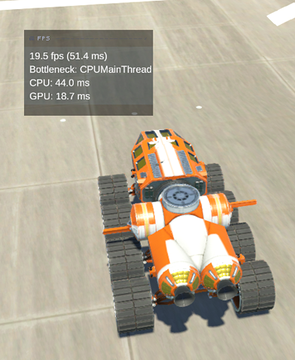 FPS
19.5 fps (51.4 ms)
Bottleneck: CPUMainThread
CPU: 44.0 ms
GPU: 18.7 ms